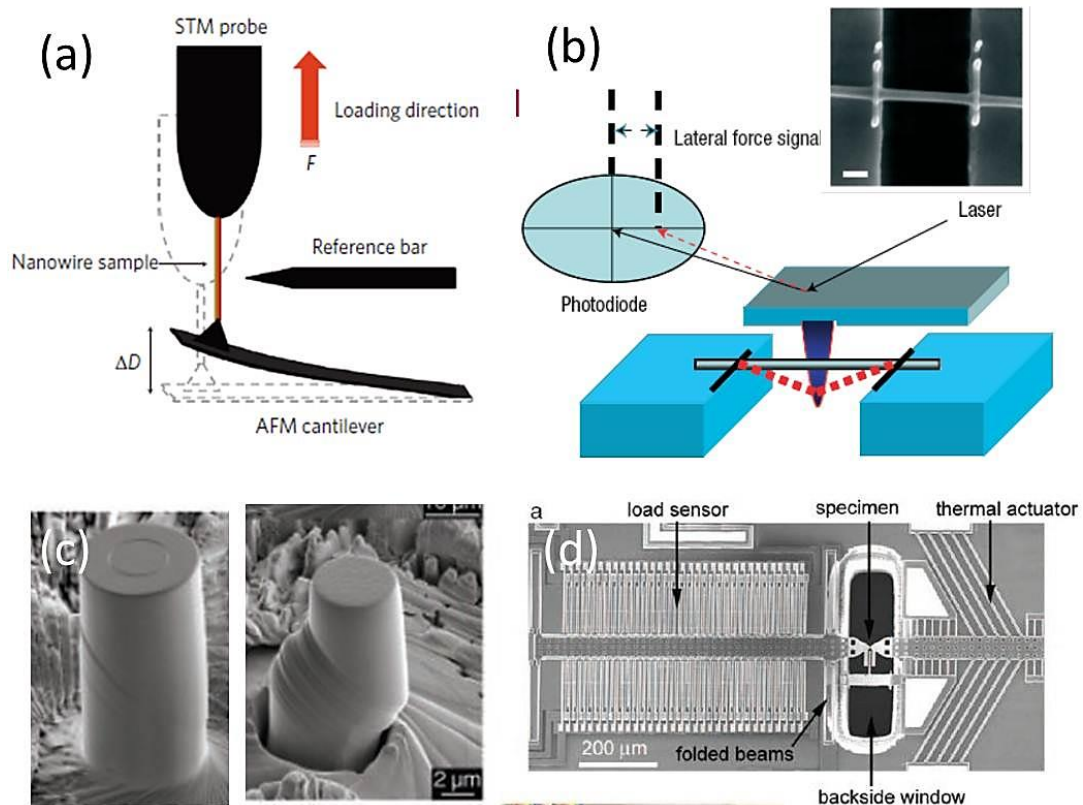 (a)
STM probe
Loading direction
F
Nanowire sample
Reference bar
ΔD
AFM cantilever
(b)
Lateral force signal
Laser
Photodiode
(c)
2 μm
a
(d)
load sensor
specimen
thermal actuator
200 μm
folded beams
backside window